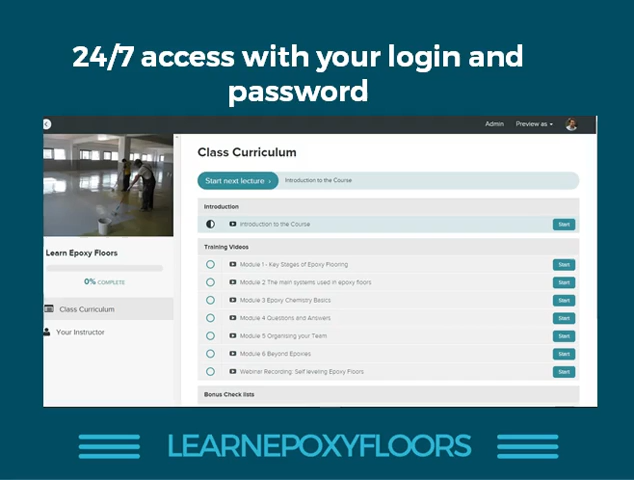 24/7 access with your login and
password
Admin
Preview as
Class Curriculum
Start next lecture ›
Introduction to the Course
Introduction
Introduction to the Course
Start
Training Videos
Module 1 - Key Stages of Epoxy Flooring
Start
Module 2 The main systems used in epoxy floors
Start
Module 3 Epoxy Chemistry Basics
Start
Module 4 Questions and Answers
Start
Module 5 Organising your Team
Start
Module 6 Beyond Epoxies
Start
Webinar Recording: Self leveling Epoxy Floors
Start
Bonus Check lists
Learn Epoxy Floors
0% COMPLETE
Class Curriculum
Your Instructor
LEARNEPOXYFLOORS